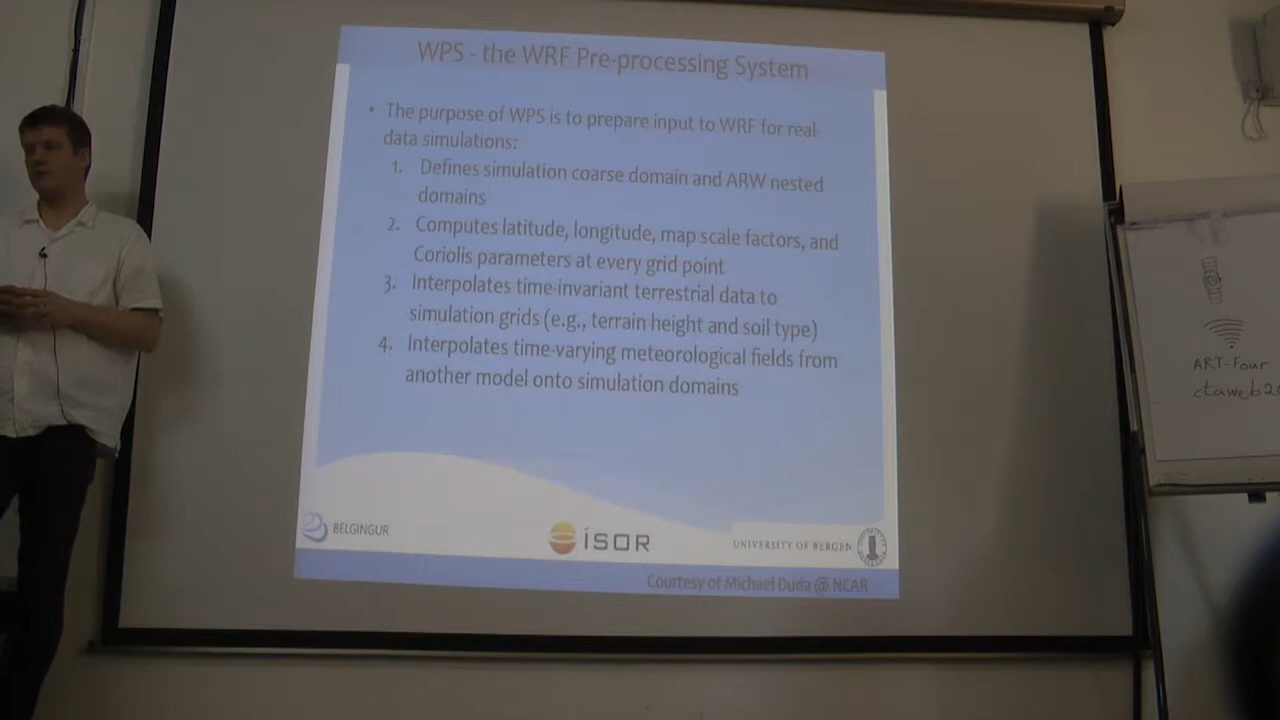 WPS - the WRF Pre-processing System
• The purpose of WPS is to prepare input to WRF for real-
data simulations:
1. Defines simulation coarse domain and ARW nested
domains
2. Computes latitude, longitude, map scale factors, and
Coriolis parameters at every grid point
3. Interpolates time-invariant terrestrial data to
simulation grids (e.g., terrain height and soil type)
4. Interpolates time-varying meteorological fields from
another model onto simulation domains
BELGINGUR
ÍSOR
UNIVERSITY OF BERGEN
Courtesy of Michael Duda @ NCAR
ART-Four